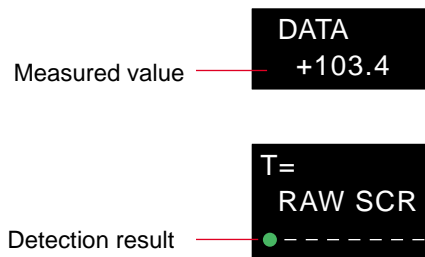 DATA
Measured value
+103.4
T=
RAW SCR
Detection result
● – – – – – – –